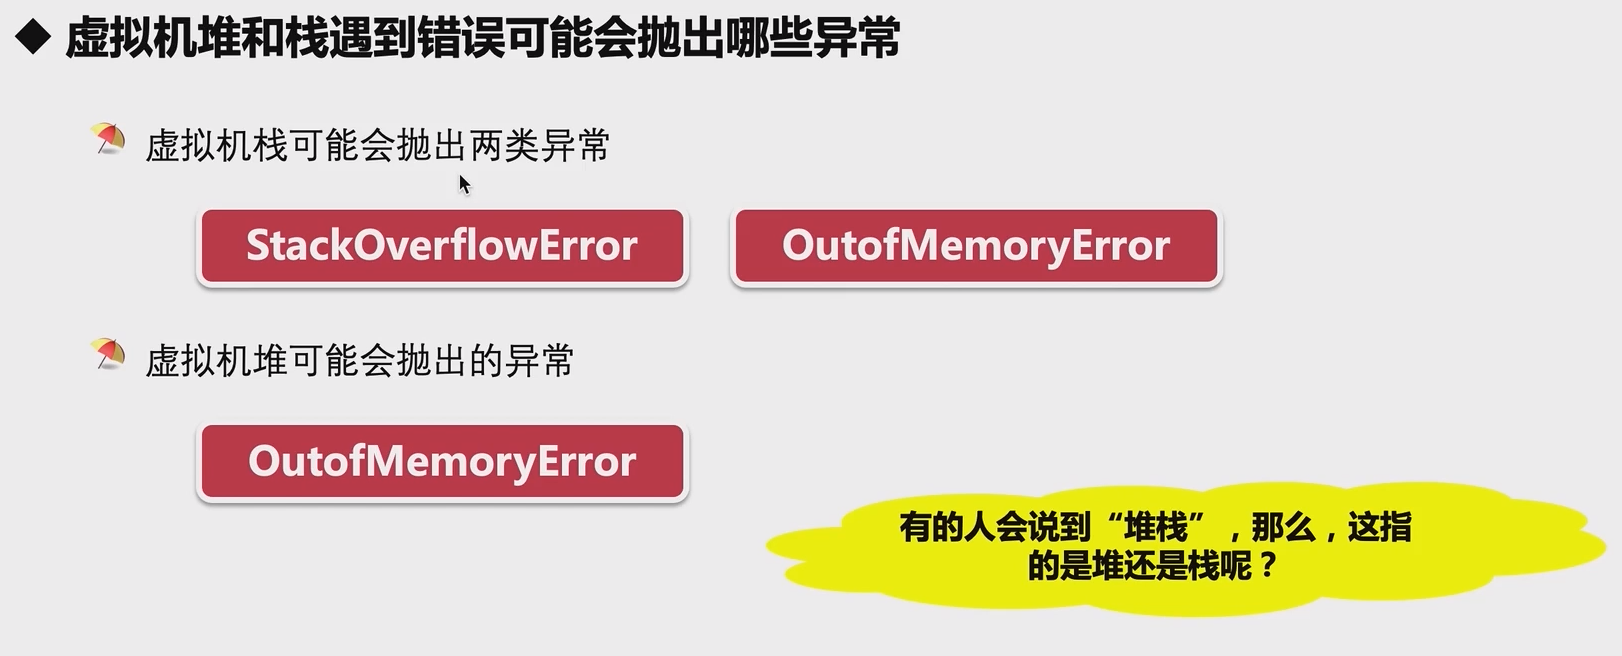 虚拟机堆和栈遇到错误可能会抛出哪些异常
虚拟机栈可能会抛出两类异常
StackOverflowError
OutofMemoryError
虚拟机堆可能会抛出的异常
OutofMemoryError
有的人会说到“堆栈”，那么，这指
的是堆还是栈呢？